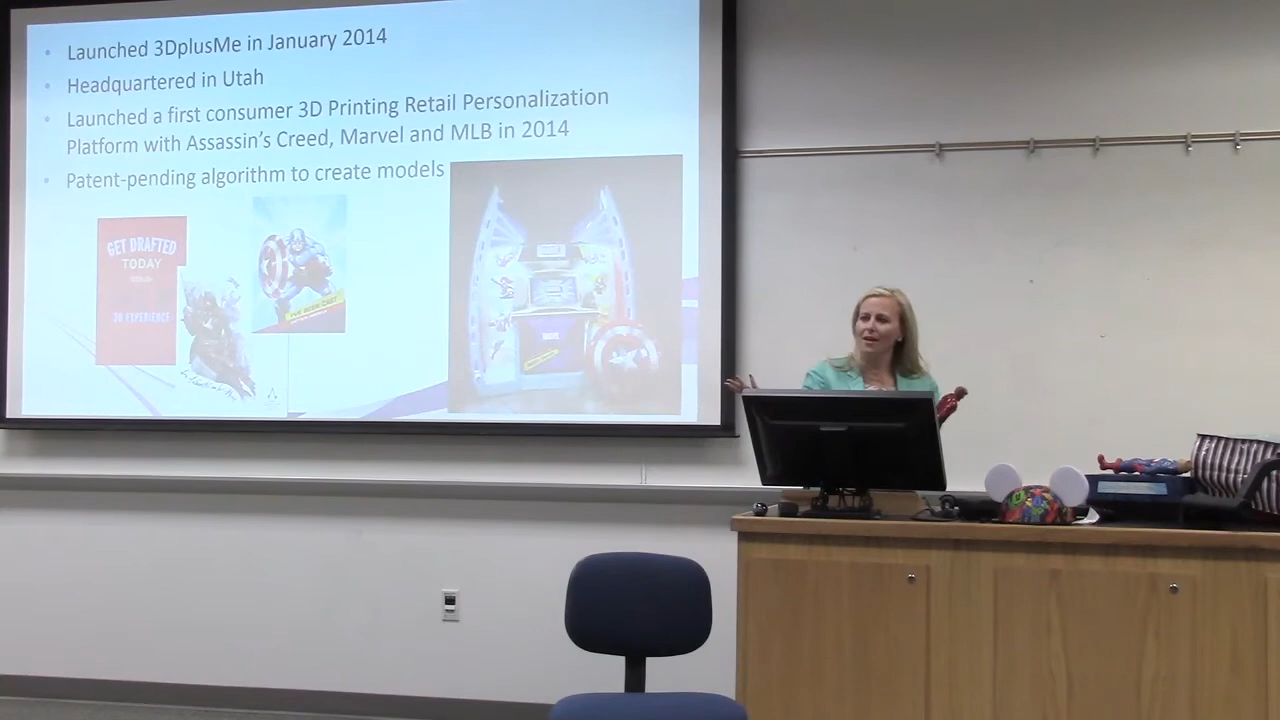 Launched 3DplusMe in January 2014
Headquartered in Utah
Launched a first consumer 3D Printing Retail Personalization
Platform with Assassin's Creed, Marvel and MLB in 2014
Patent-pending algorithm to create models
GET DRAFTED
TODAY
3D EXPERIENCE